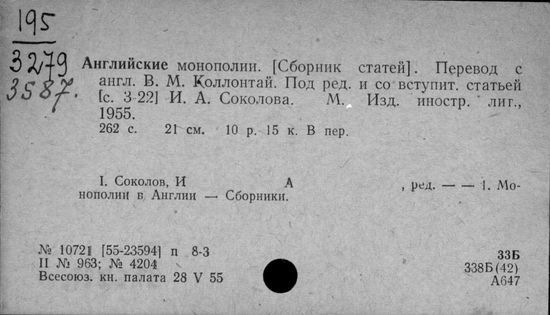 195
3279
3587.
Английские монополии. [Сборник статей]. Перевод с
англ. В. М. Коллонтай. Под ред. и со вступит. статьей
[с. 3-22] И. А. Соколова. М., Изд. иностр. лит.,
1955.
262 с. 21 см. 10 р. 15 к. В пер.
I. Соколов, И А , ред. — — 1. Мо-
нополии в Англии — Сборники.
№ 10721 [55-23594] п 8-3
II № 963; № 4204
Всесоюз. кн. палата 28 V 55
33Б
338Б(42)
А647